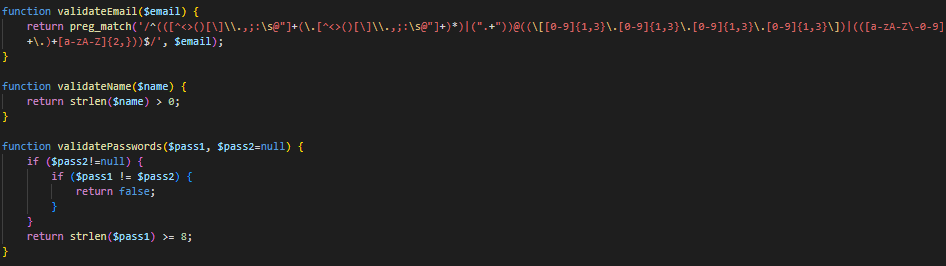 function validateEmail($email) {
    return preg_match('/^(([^<>()[\]\\.,;:\s@"]+(\.[^<>()[\]\\.,;:\s@"]+)*)|(".+"))@((\[[0-9]{1,3}\.[0-9]{1,3}\.[0-9]{1,3}\.[0-9]{1,3}\])|(([a-zA-Z\-0-9]
    +\.)+[a-zA-Z]{2,}))$/', $email);
}
function validateName($name) {
    return strlen($name) > 0;
}
function validatePasswords($pass1, $pass2=null) {
    if ($pass2!=null) {
        if ($pass1 != $pass2) {
            return false;
        }
    }
    return strlen($pass1) >= 8;
}